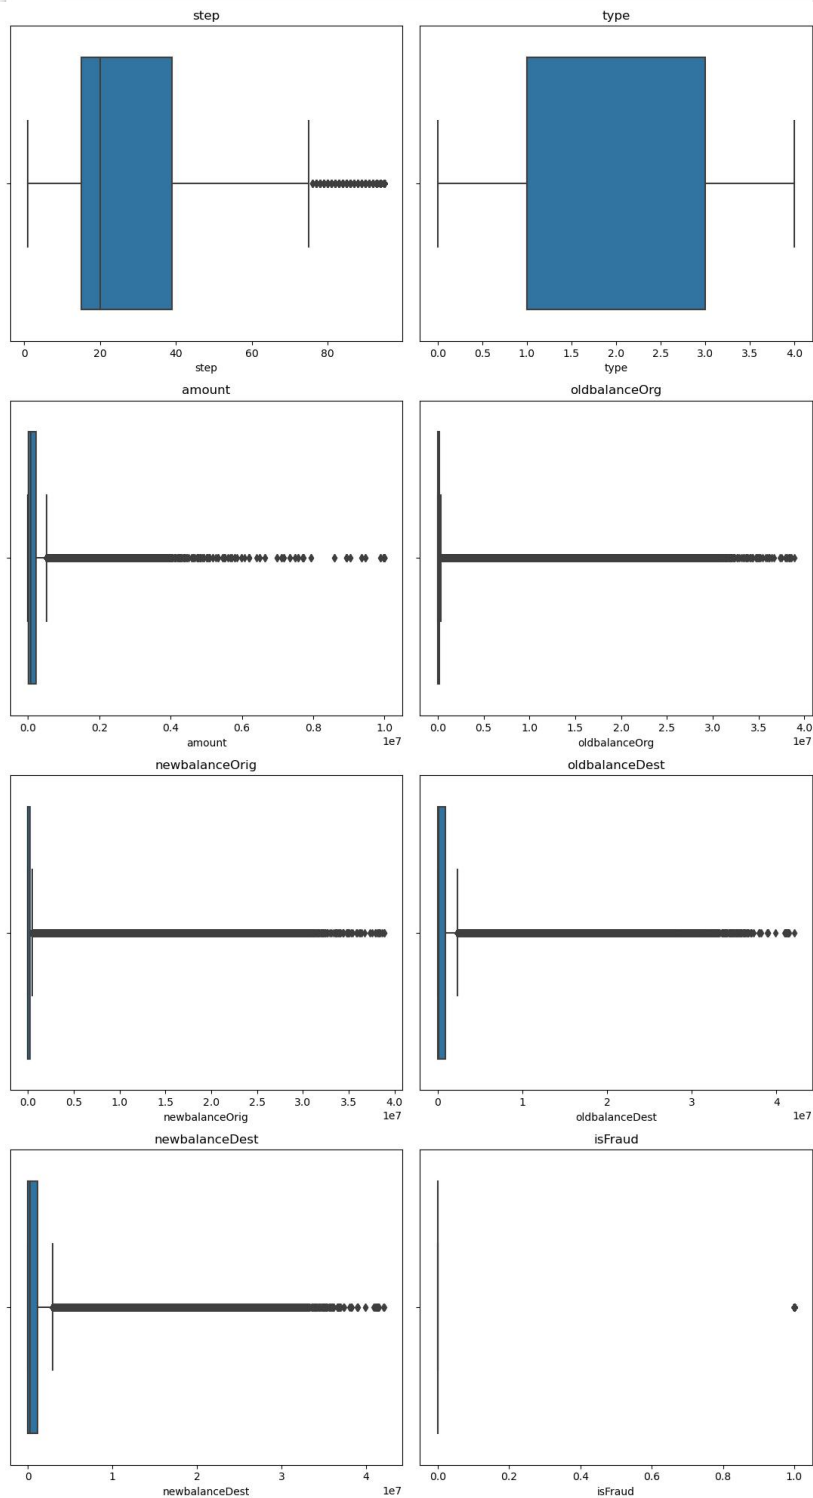 step
type
0 20 40 60 80
0.0 0.5 1.0 1.5 2.0 2.5 3.0 3.5 4.0
step
type
amount
oldbalanceOrg
0.0 0.2 0.4 0.6 0.8 1.0
1e7
0.0 0.5 1.0 1.5 2.0 2.5 3.0 3.5 4.0
1e7
amount
oldbalanceOrg
newbalanceOrig
oldbalanceDest
0.0 0.5 1.0 1.5 2.0 2.5 3.0 3.5 4.0
1e7
0 1 2 3 4
1e7
newbalanceOrig
oldbalanceDest
newbalanceDest
isFraud
0 1 2 3 4
1e7
0.0 0.2 0.4 0.6 0.8 1.0
newbalanceDest
isFraud